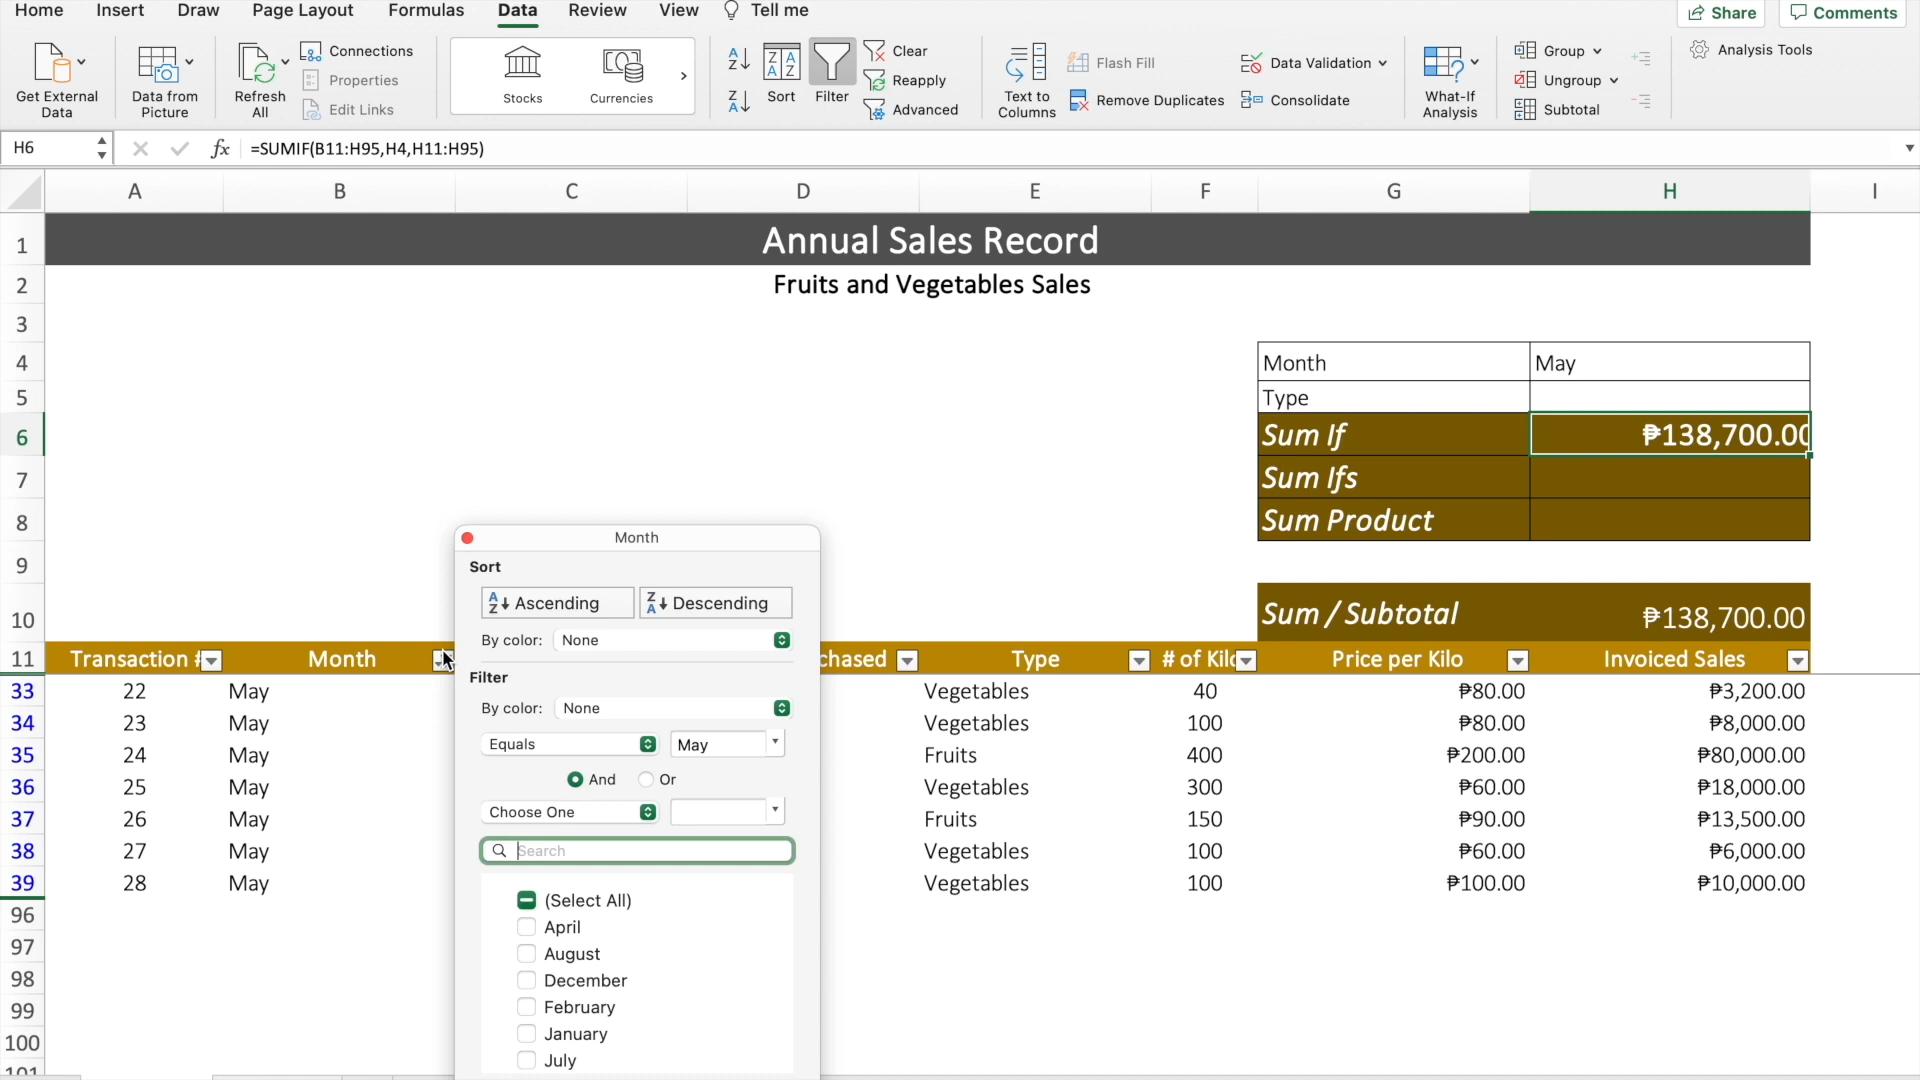 Home Insert Draw Page Layout Formulas Data Review View Tell me Share Comments
Get External Data
Data from Picture
Refresh All
Connections
Properties
Edit Links
Stocks
Currencies
Sort
Filter
Clear
Reapply
Advanced
Text to Columns
Flash Fill
Remove Duplicates
Data Validation
Consolidate
What-If Analysis
Group
Ungroup
Subtotal
Analysis Tools
H6 fx =SUMIF(B11:H95,H4,H11:H95)
A B C D E F G H I
1 Annual Sales Record
2 Fruits and Vegetables Sales
3
4 Month May
5 Type
6 Sum If ₱138,700.00
7 Sum Ifs
8 Sum Product
9
10 Sum / Subtotal ₱138,700.00
11 Transaction # Month chased Type # of Kilo Price per Kilo Invoiced Sales
33 22 May Vegetables 40 ₱80.00 ₱3,200.00
34 23 May Vegetables 100 ₱80.00 ₱8,000.00
35 24 May Fruits 400 ₱200.00 ₱80,000.00
36 25 May Vegetables 300 ₱60.00 ₱18,000.00
37 26 May Fruits 150 ₱90.00 ₱13,500.00
38 27 May Vegetables 100 ₱60.00 ₱6,000.00
39 28 May Vegetables 100 ₱100.00 ₱10,000.00
96
97
98
99
100
101
Month
Sort
Ascending Descending
By color: None
Filter
By color: None
Equals May
And Or
Choose One
Search
(Select All)
April
August
December
February
January
July